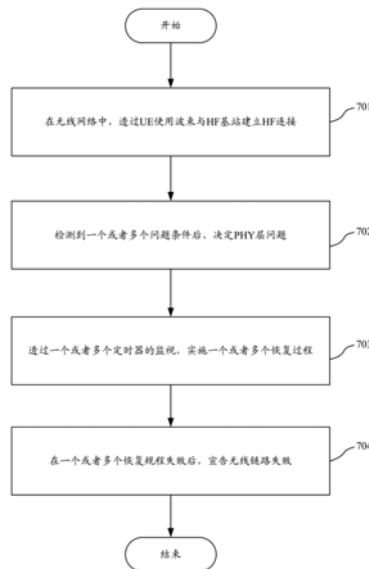 开始
在无线网络中，透过UE使用波束与HF基站建立HF连接
701
检测到一个或者多个问题条件后，决定PHY层问题
702
透过一个或者多个定时器的监视，实施一个或者多个恢复过程
703
在一个或者多个恢复规程失败后，宣告无线链路失败
704
结束